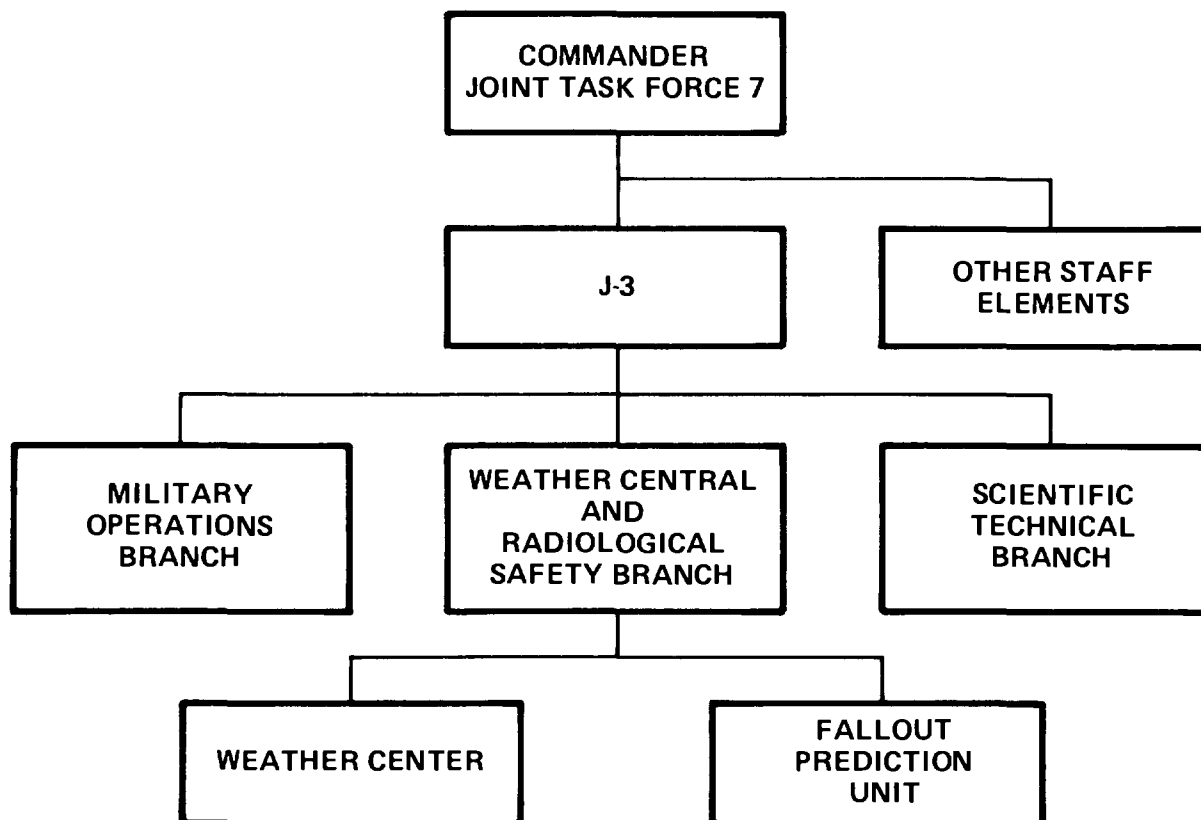 COMMANDER
JOINT TASK FORCE 7
J-3
OTHER STAFF
ELEMENTS
MILITARY
OPERATIONS
BRANCH
WEATHER CENTRAL
AND
RADIOLOGICAL
SAFETY BRANCH
SCIENTIFIC
TECHNICAL
BRANCH
WEATHER CENTER
FALLOUT
PREDICTION
UNIT